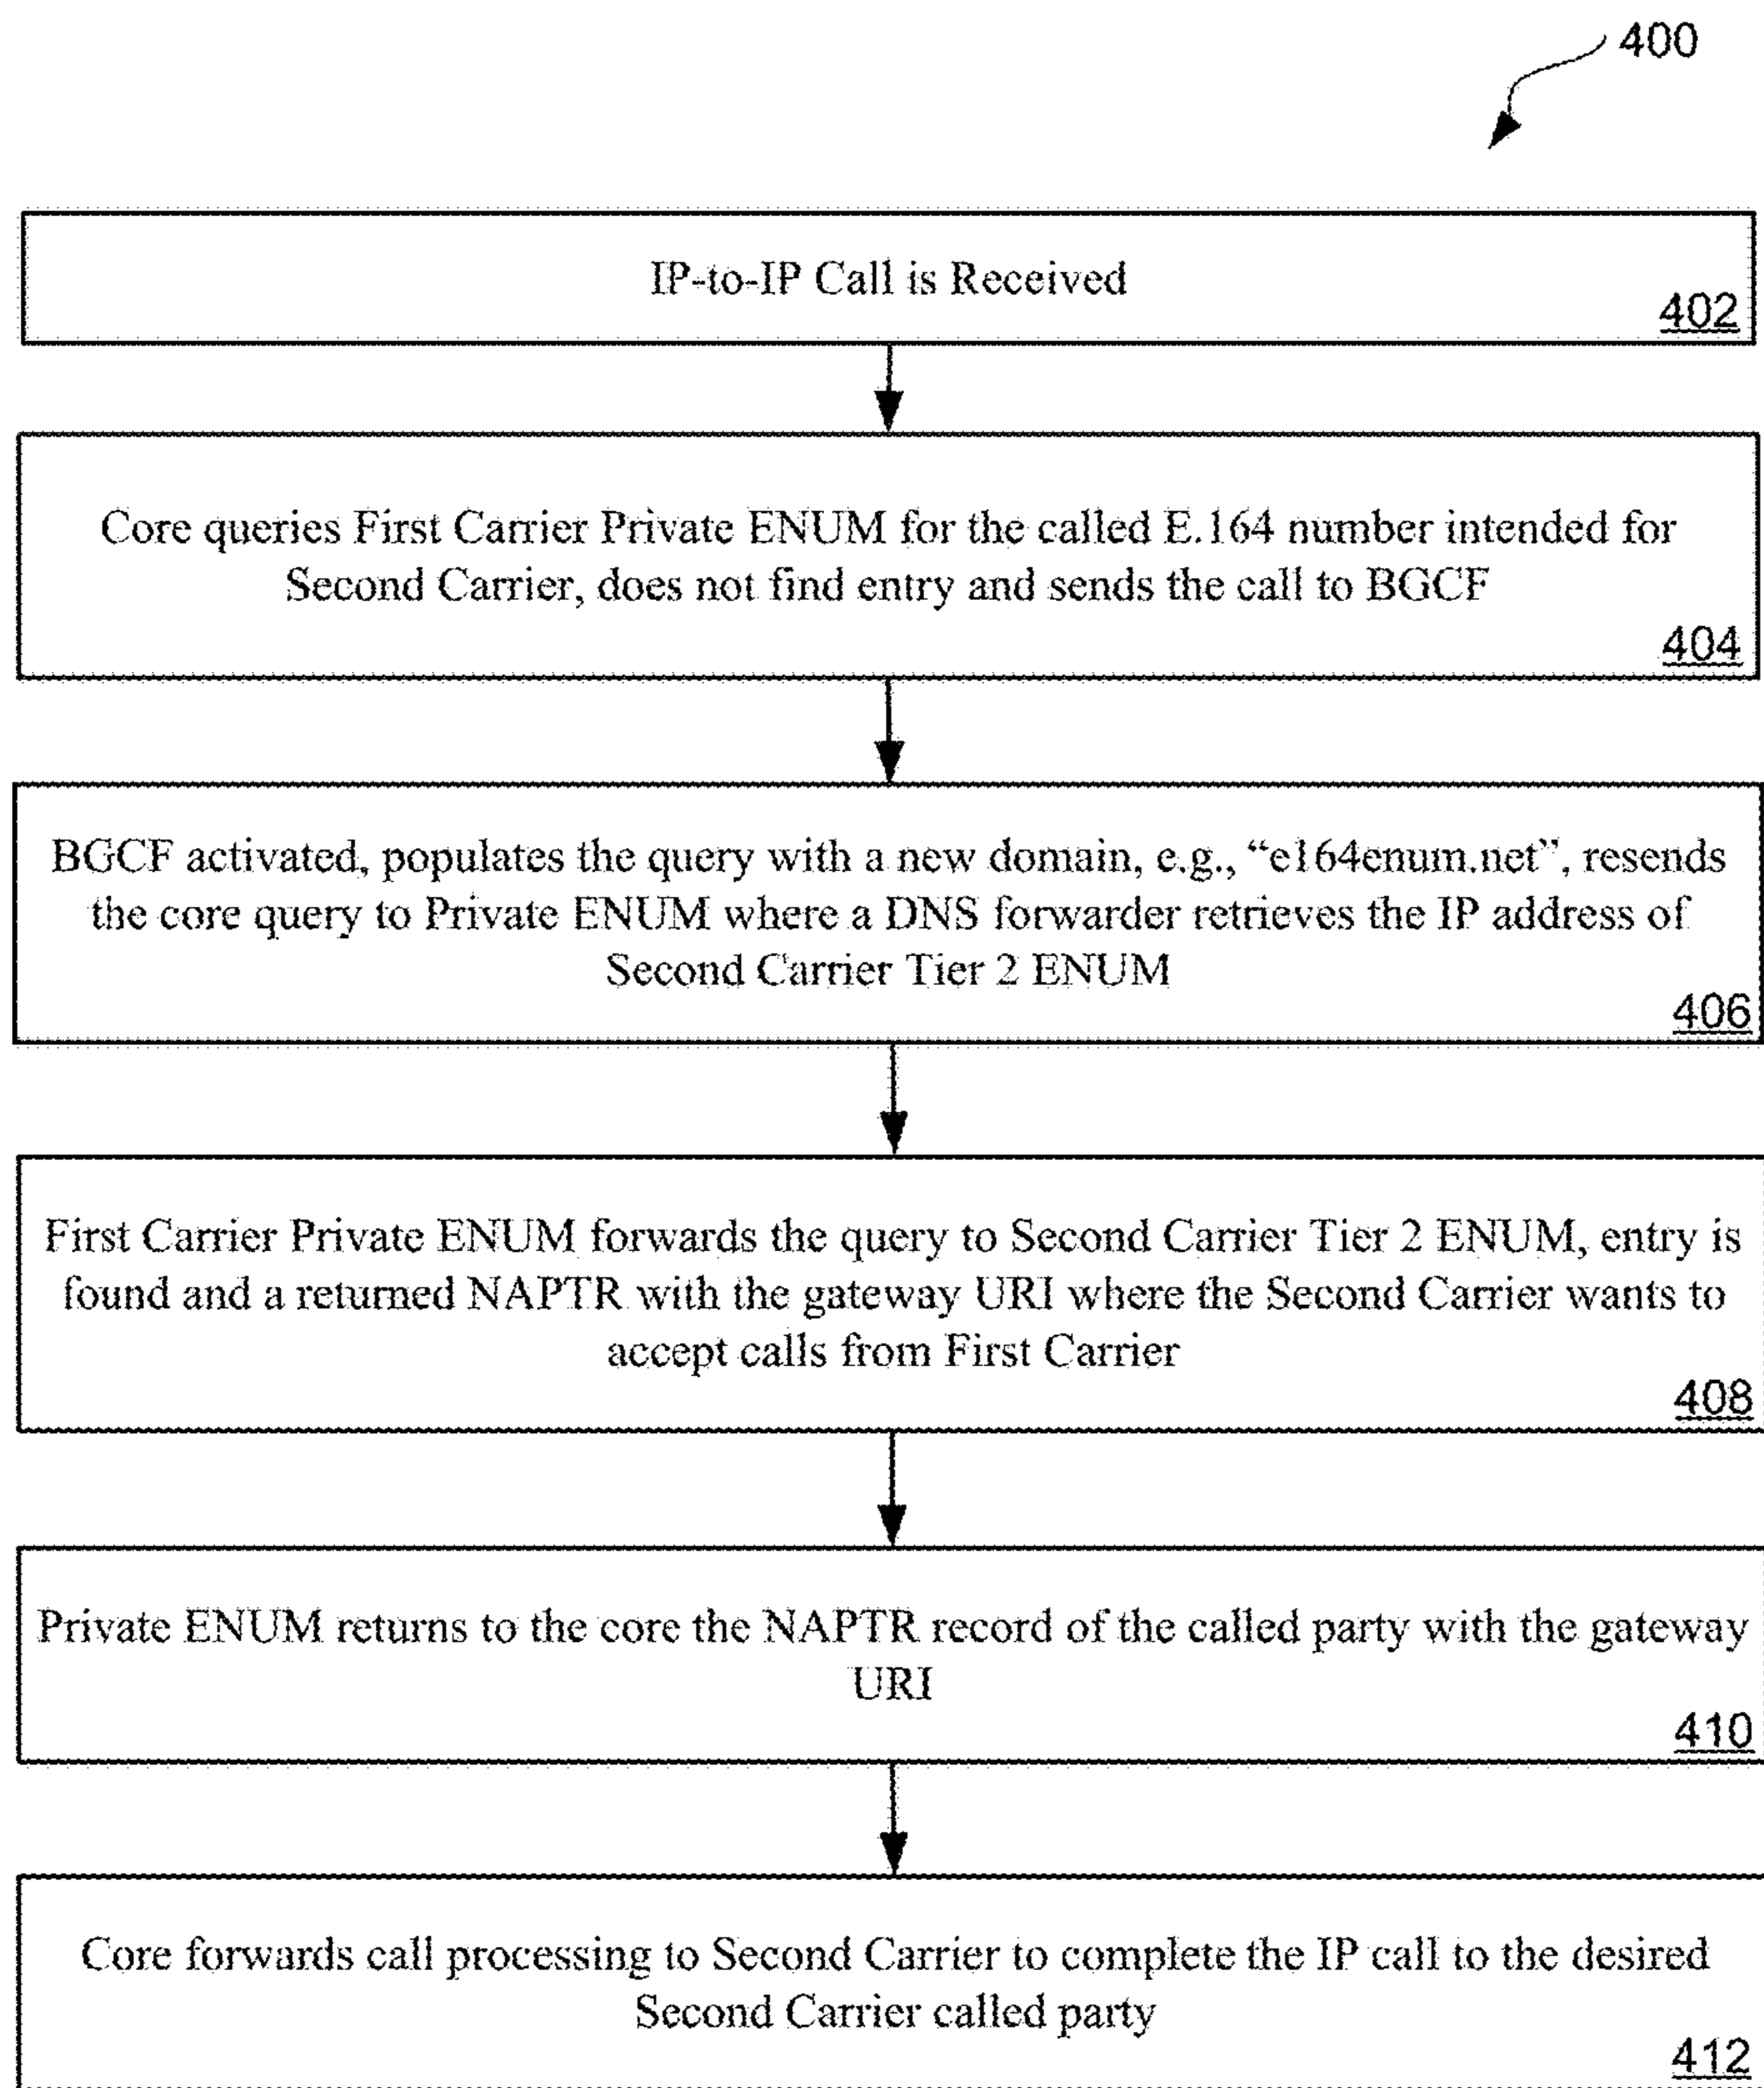 400
IP-to-IP Call is Received
402
Core queries First Carrier Private ENUM for the called E.164 number intended for
Second Carrier, does not find entry and sends the call to BGCF
404
BGCF activated, populates the query with a new domain, e.g., “e164enum.net”, resends
the core query to Private ENUM where a DNS forwarder retrieves the IP address of
Second Carrier Tier 2 ENUM
406
First Carrier Private ENUM forwards the query to Second Carrier Tier 2 ENUM, entry is
found and a returned NAPTR with the gateway URI where the Second Carrier wants to
accept calls from First Carrier
408
Private ENUM returns to the core the NAPTR record of the called party with the gateway
URI
410
Core forwards call processing to Second Carrier to complete the IP call to the desired
Second Carrier called party
412